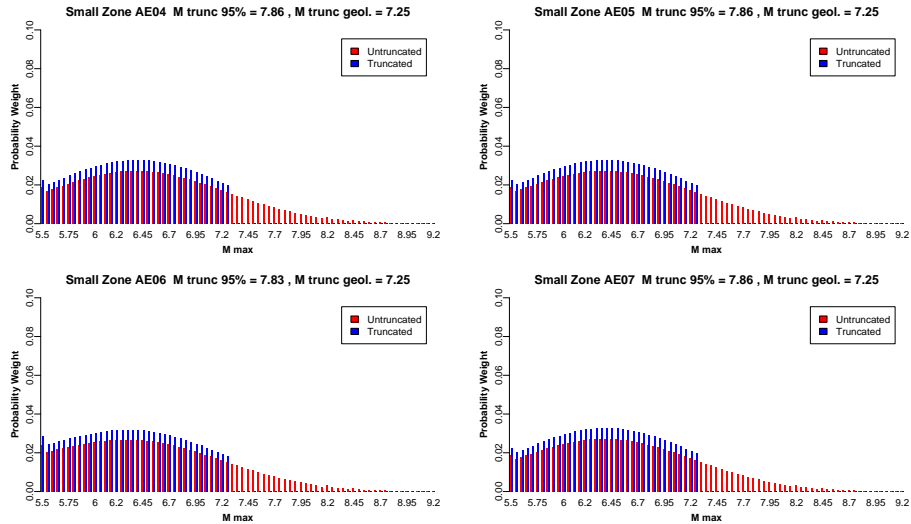 Small Zone AE04 M trunc 95% = 7.86 , M trunc geol. = 7.25
Probability Weight
0.10
0.08
0.06
0.04
0.02
0.00
Untruncated
Truncated
5.5 5.75 6 6.2 6.45 6.7 6.95 7.2 7.45 7.7 7.95 8.2 8.45 8.7 8.95 9.2
M max
Small Zone AE05 M trunc 95% = 7.86 , M trunc geol. = 7.25
Probability Weight
0.10
0.08
0.06
0.04
0.02
0.00
Untruncated
Truncated
5.5 5.75 6 6.2 6.45 6.7 6.95 7.2 7.45 7.7 7.95 8.2 8.45 8.7 8.95 9.2
M max
Small Zone AE06 M trunc 95% = 7.83 , M trunc geol. = 7.25
Probability Weight
0.10
0.08
0.06
0.04
0.02
0.00
Untruncated
Truncated
5.5 5.75 6 6.2 6.45 6.7 6.95 7.2 7.45 7.7 7.95 8.2 8.45 8.7 8.95 9.2
M max
Small Zone AE07 M trunc 95% = 7.86 , M trunc geol. = 7.25
Probability Weight
0.10
0.08
0.06
0.04
0.02
0.00
Untruncated
Truncated
5.5 5.75 6 6.2 6.45 6.7 6.95 7.2 7.45 7.7 7.95 8.2 8.45 8.7 8.95 9.2
M max